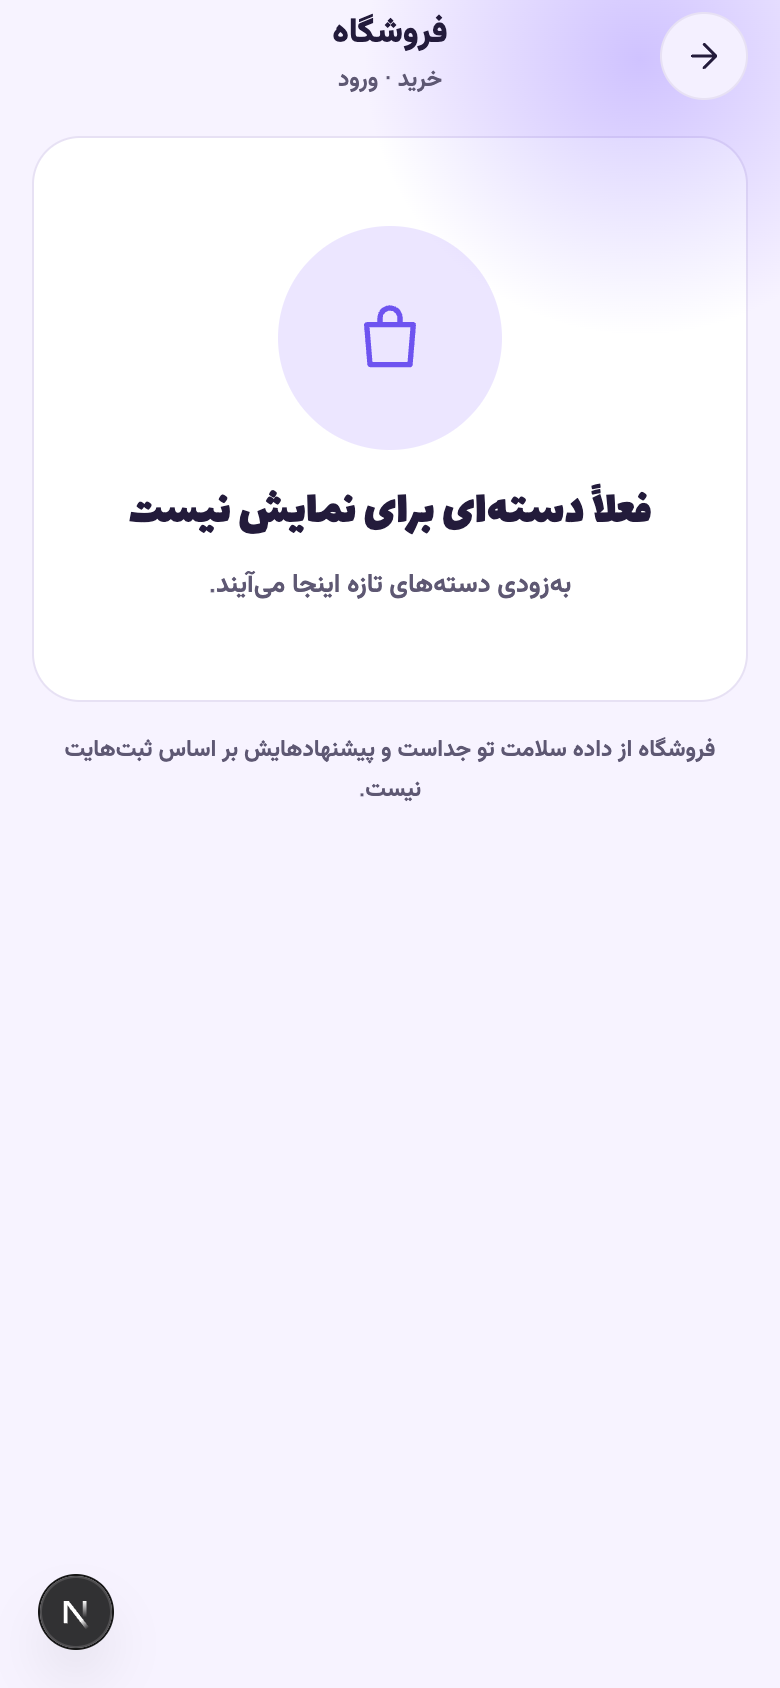 فروشگاه
خرید · ورود
فعلاً دسته‌ای برای نمایش نیست
به‌زودی دسته‌های تازه اینجا می‌آیند.
فروشگاه از داده سلامت تو جداست و پیشنهادهایش بر اساس ثبت‌هایت
نیست.
N